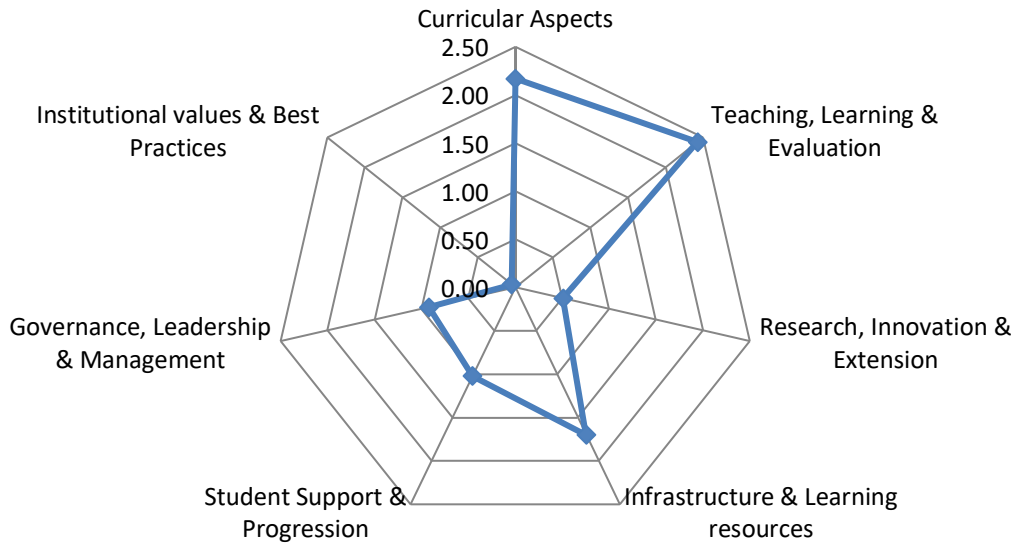 Curricular Aspects
2.50
2.00
1.50
1.00
0.50
0.00
Teaching, Learning &
Evaluation
Research, Innovation &
Extension
Infrastructure & Learning
resources
Student Support &
Progression
Governance, Leadership
& Management
Institutional values & Best
Practices